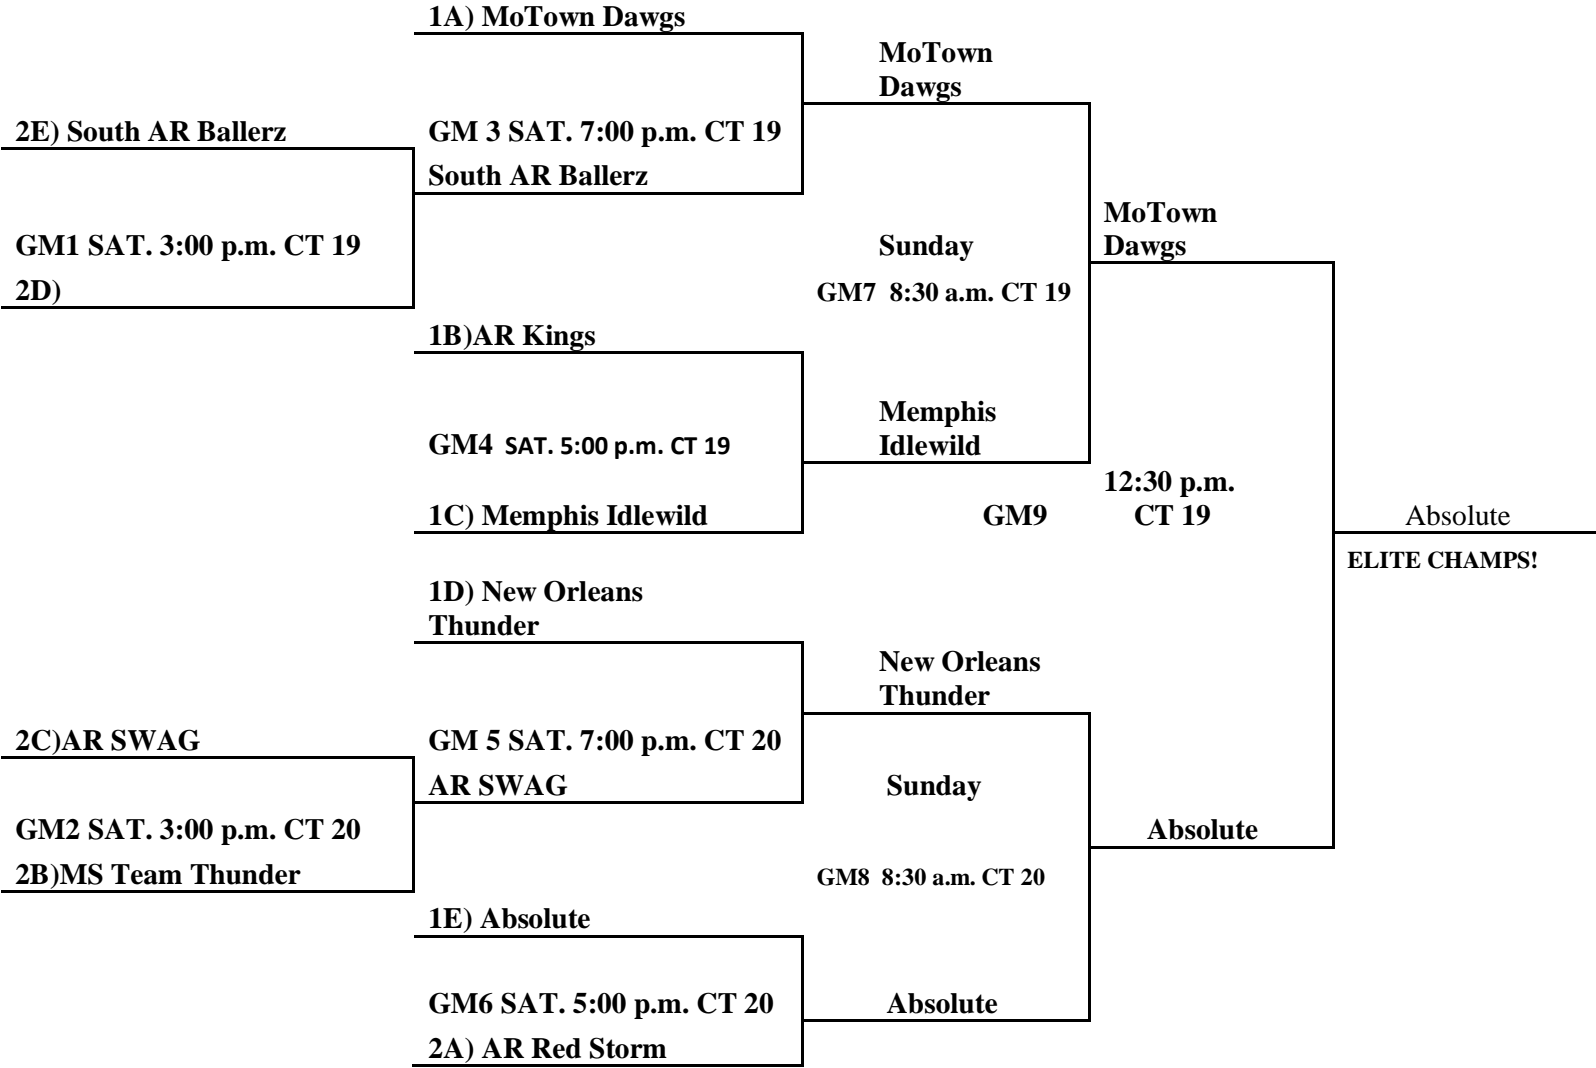 1A) MoTown Dawgs
MoTown
Dawgs
2E) South AR Ballerz
GM 3 SAT. 7:00 p.m. CT 19
South AR Ballerz
MoTown
Dawgs
GM1 SAT. 3:00 p.m. CT 19
Sunday
2D)
GM7 8:30 a.m. CT 19
1B)AR Kings
Memphis
Idlewild
GM4 SAT. 5:00 p.m. CT 19
12:30 p.m.
CT 19
1C) Memphis Idlewild
GM9
Absolute
ELITE CHAMPS!
1D) New Orleans
Thunder
New Orleans
Thunder
2C)AR SWAG
GM 5 SAT. 7:00 p.m. CT 20
AR SWAG
Sunday
GM2 SAT. 3:00 p.m. CT 20
Absolute
2B)MS Team Thunder
GM8 8:30 a.m. CT 20
1E) Absolute
GM6 SAT. 5:00 p.m. CT 20
Absolute
2A) AR Red Storm